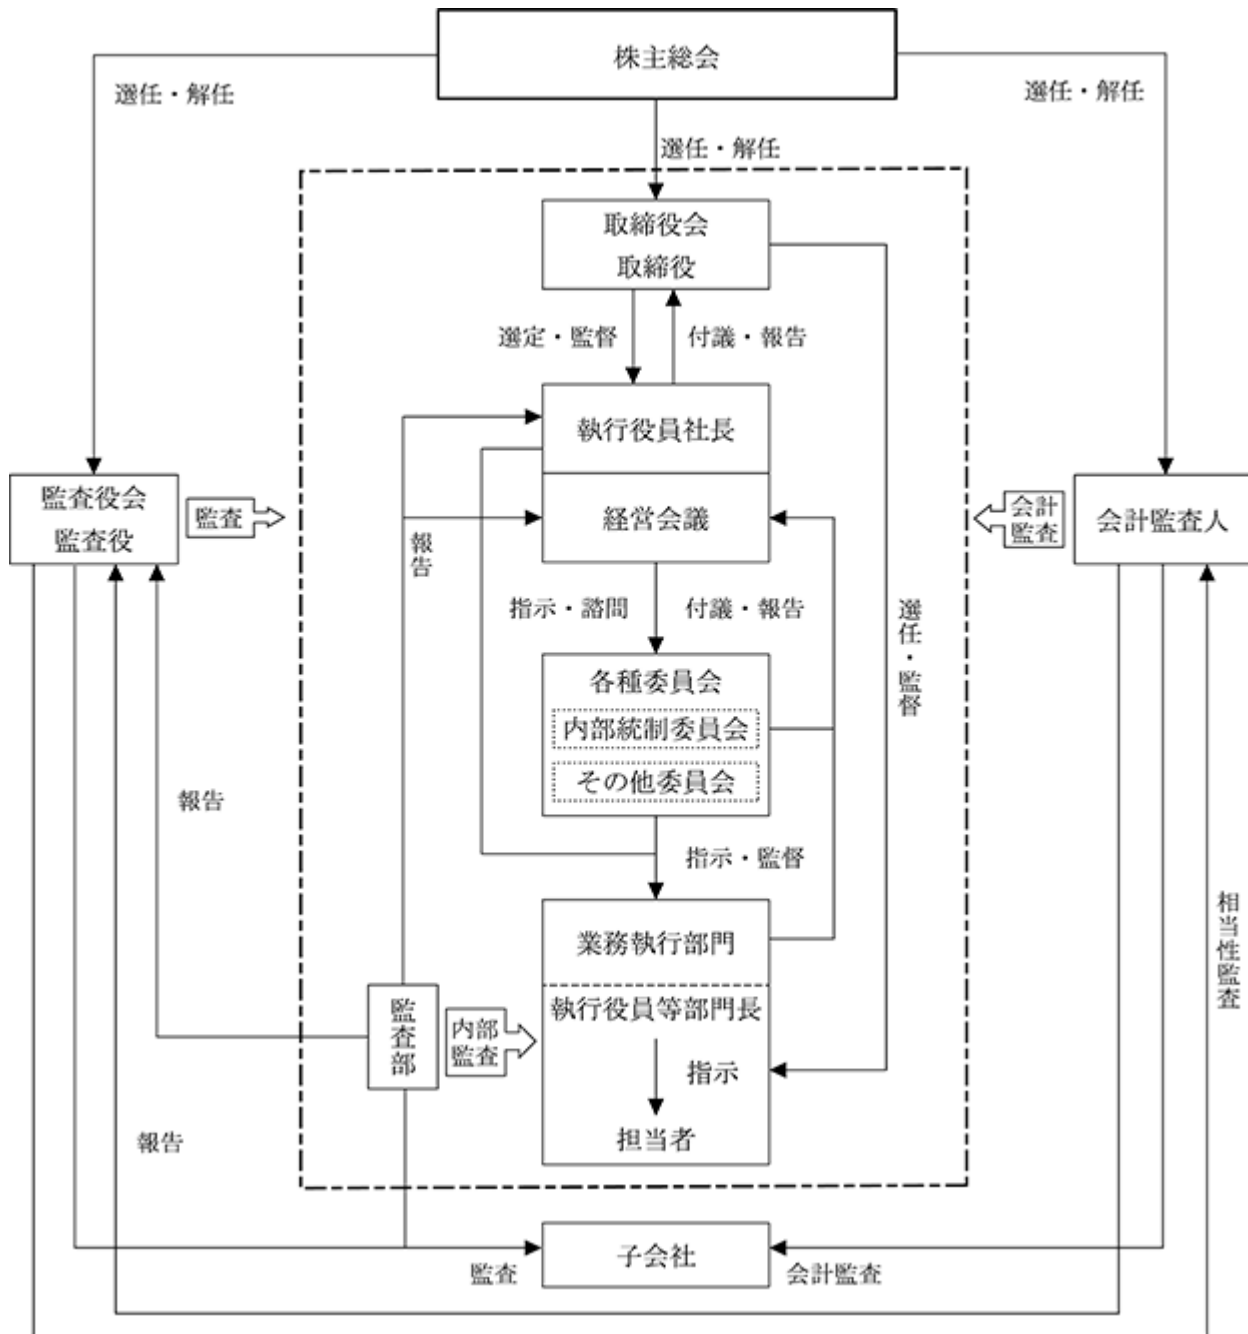 株主総会
選任・解任
選任・解任
選任・解任
取締役会
取締役
選定・監督
付議・報告
執行役員社長
経営会議
監査役会
監査役
監査
会計
監査
会計監査人
報告
指示・諮問
付議・報告
選任・監督
各種委員会
内部統制委員会
その他委員会
報告
指示・監督
業務執行部門
執行役員等部門長
指示
担当者
監査部
内部
監査
相当性監査
報告
子会社
監査
会計監査